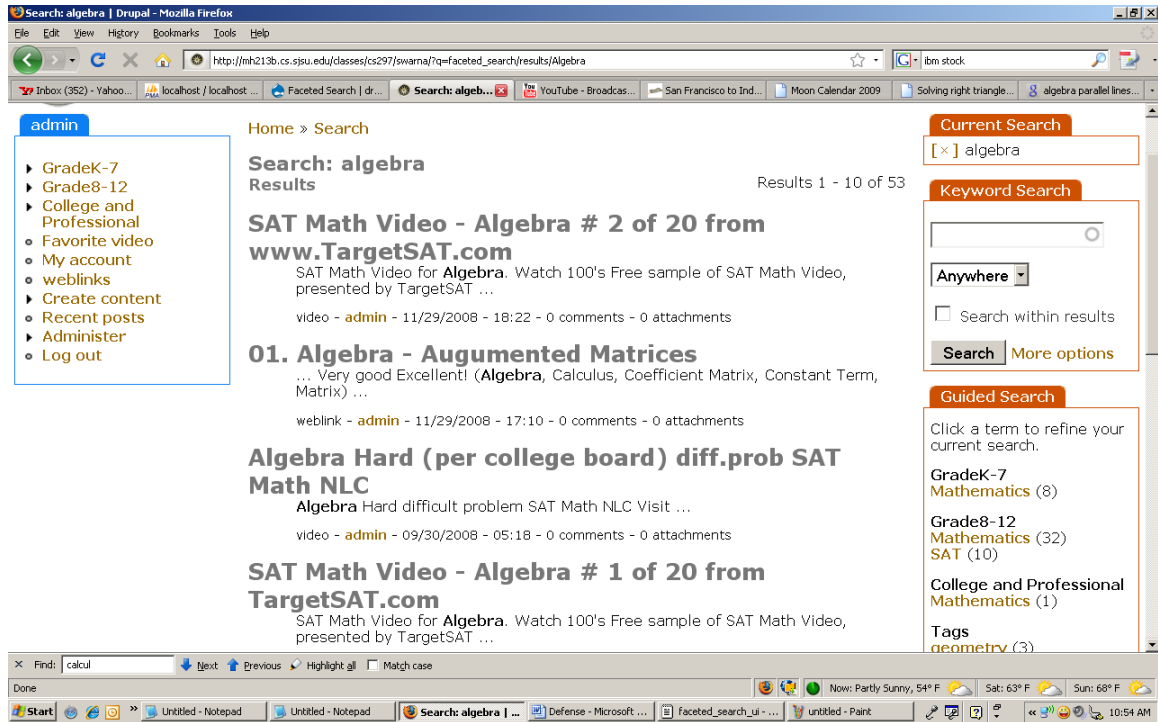 Search: algebra | Drupal - Mozilla Firefox
File Edit View History Bookmarks Tools Help
http://mh213b.cs.sjsu.edu/classes/cs297/swarna/?q=faceted_search/results/Algebra
ibm stock
Inbox (352) - Yahoo...
localhost / localhost ...
Faceted Search | dr...
Search: algeb...
YouTube - Broadcas...
San Francisco to Ind...
Moon Calendar 2009
Solving right triangle...
algebra parallel lines...
admin
GradeK-7
Grade8-12
College and
Professional
Favorite video
My account
weblinks
Create content
Recent posts
Administer
Log out
Home » Search
Search: algebra
Results
Results 1 - 10 of 53
SAT Math Video - Algebra # 2 of 20 from
www.TargetSAT.com
SAT Math Video for Algebra. Watch 100's Free sample of SAT Math Video,
presented by TargetSAT ...
video - admin - 11/29/2008 - 18:22 - 0 comments - 0 attachments
01. Algebra - Augumented Matrices
... Very good Excellent! (Algebra, Calculus, Coefficient Matrix, Constant Term,
Matrix) ...
weblink - admin - 11/29/2008 - 17:10 - 0 comments - 0 attachments
Algebra Hard (per college board) diff.prob SAT
Math NLC
Algebra Hard difficult problem SAT Math NLC Visit ...
video - admin - 09/30/2008 - 05:18 - 0 comments - 0 attachments
SAT Math Video - Algebra # 1 of 20 from
TargetSAT.com
SAT Math Video for Algebra. Watch 100's Free sample of SAT Math Video,
presented by TargetSAT ...
Current Search
[×] algebra
Keyword Search
Anywhere
Search within results
Search More options
Guided Search
Click a term to refine your
current search.
GradeK-7
Mathematics (8)
Grade8-12
Mathematics (32)
SAT (10)
College and Professional
Mathematics (1)
Tags
geometry (3)
Find: calcul Next Previous Highlight all Match case
Done
Now: Partly Sunny, 54° F Sat: 63° F Sun: 68° F
Start
Untitled - Notepad
Untitled - Notepad
Search: algebra | ...
Defense - Microsoft ...
faceted_search_ui - ...
untitled - Paint
10:54 AM